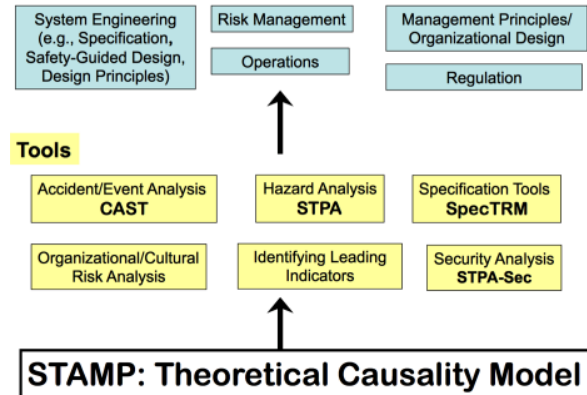 System Engineering
(e.g., Specification,
Safety-Guided Design,
Design Principles)
Risk Management
Operations
Management Principles/
Organizational Design
Regulation
Tools
Accident/Event Analysis
CAST
Hazard Analysis
STPA
Specification Tools
SpecTRM
Organizational/Cultural
Risk Analysis
Identifying Leading
Indicators
Security Analysis
STPA-Sec
STAMP: Theoretical Causality Model